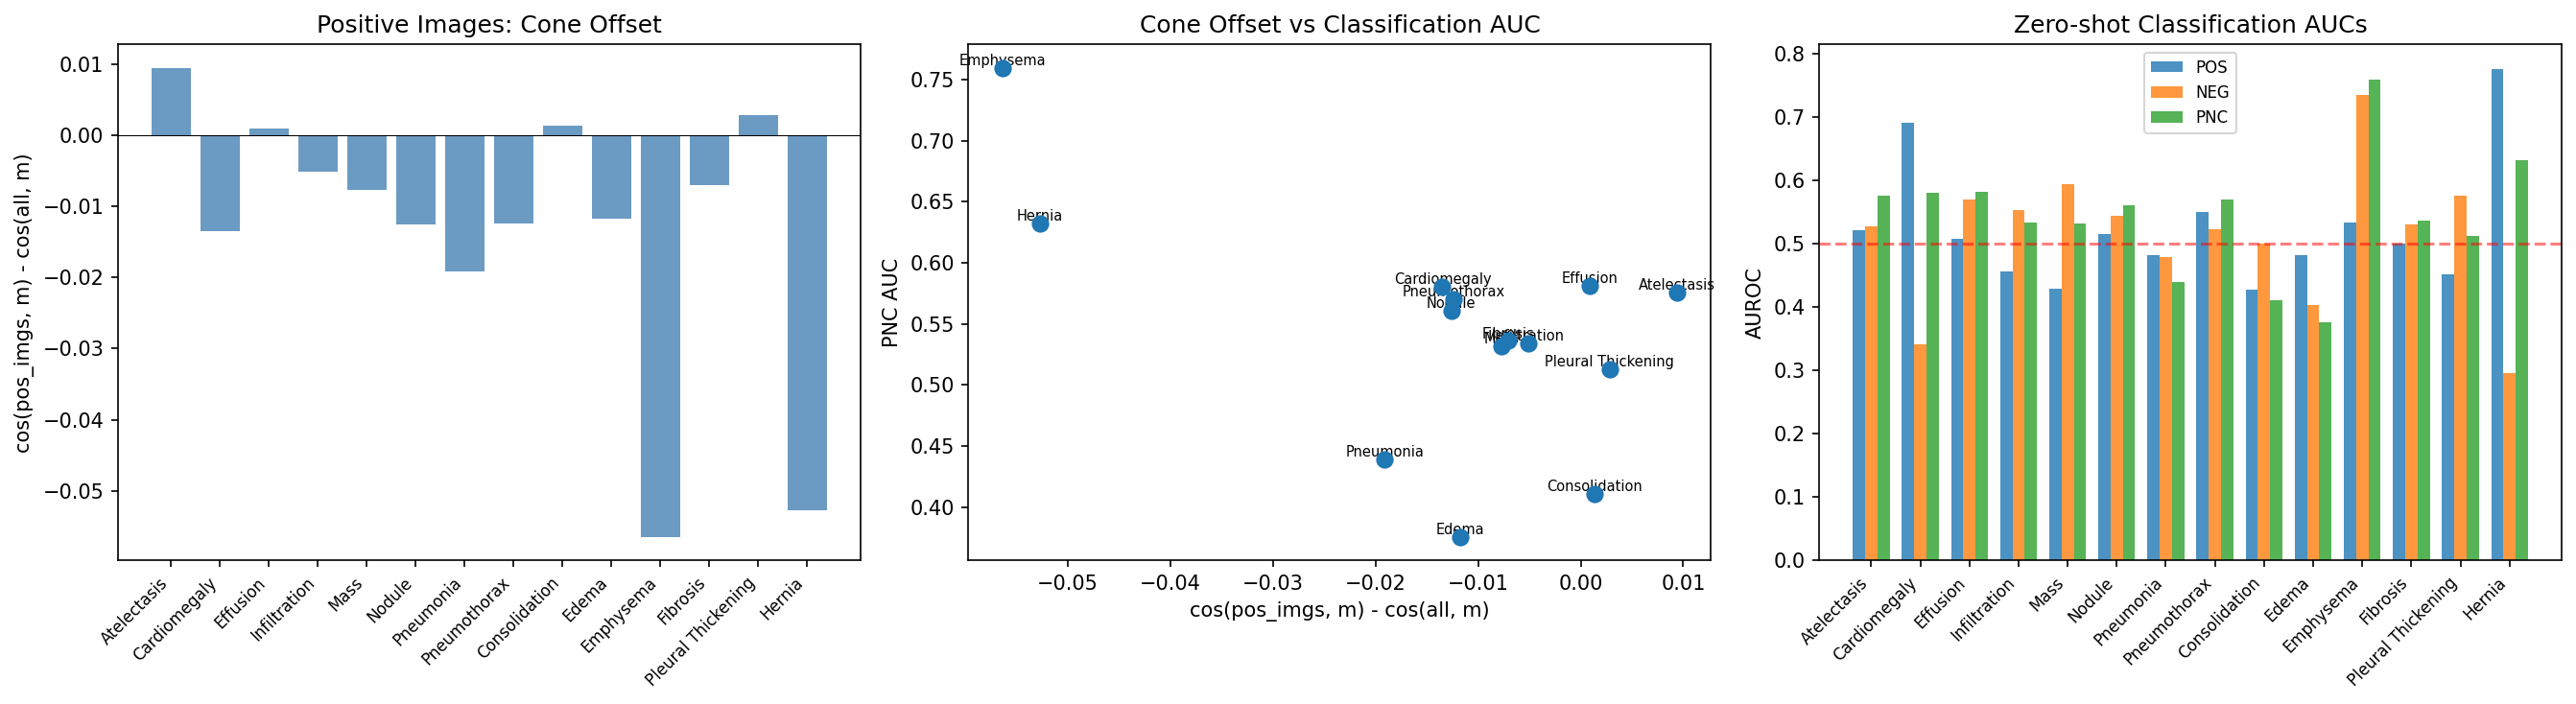 Positive Images: Cone Offset
cos(pos_imgs, m) - cos(all, m)
0.01
0.00
−0.01
−0.02
−0.03
−0.04
−0.05
Atelectasis
Cardiomegaly
Effusion
Infiltration
Mass
Nodule
Pneumonia
Pneumothorax
Consolidation
Edema
Emphysema
Fibrosis
Pleural Thickening
Hernia
Cone Offset vs Classification AUC
PNC AUC
0.75
0.70
0.65
0.60
0.55
0.50
0.45
0.40
Emphysema
Hernia
Cardiomegaly
Pneumothorax
Nodule
Effusion
Atelectasis
Fibrosis
Mass
Infiltration
Pleural Thickening
Pneumonia
Consolidation
Edema
−0.05
−0.04
−0.03
−0.02
−0.01
0.00
0.01
cos(pos_imgs, m) - cos(all, m)
Zero-shot Classification AUCs
AUROC
0.8
0.7
0.6
0.5
0.4
0.3
0.2
0.1
0.0
POS
NEG
PNC
Atelectasis
Cardiomegaly
Effusion
Infiltration
Mass
Nodule
Pneumonia
Pneumothorax
Consolidation
Edema
Emphysema
Fibrosis
Pleural Thickening
Hernia